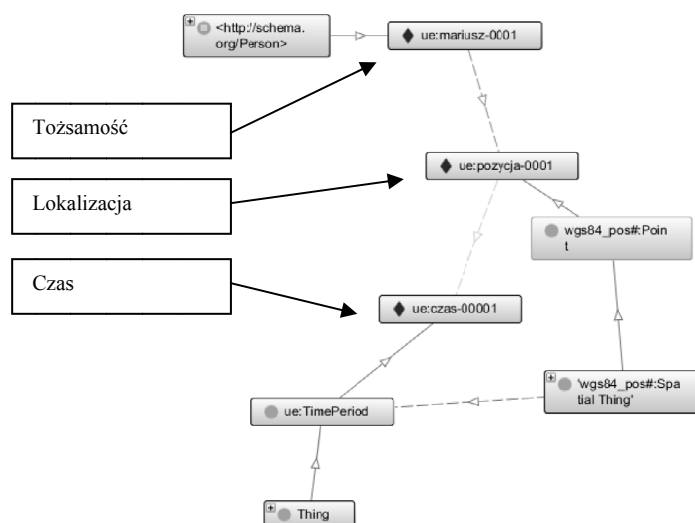 <http://schema.
org/Person>
ue:mariusz-0001
Tożsamość
ue:pozycja-0001
Lokalizacja
wgs84_pos#:Poin
t
Czas
ue:czas-00001
'wgs84_pos#:Spa
tial Thing'
ue:TimePeriod
Thing